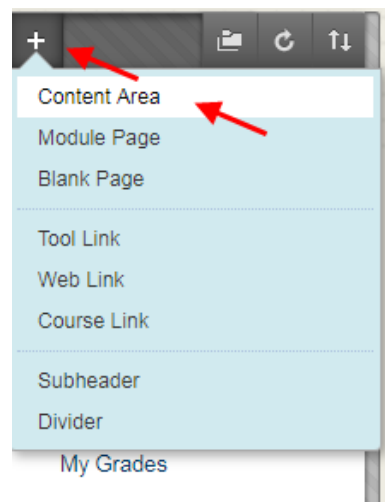 +
Content Area
Module Page
Blank Page
Tool Link
Web Link
Course Link
Subheader
Divider
My Grades